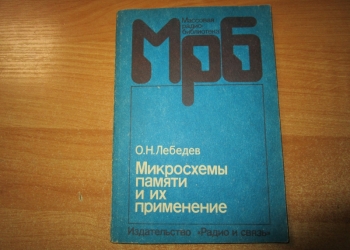 Массовая
радио-
библиотека
Мрб
О.Н.Лебедев
Микросхемы
памяти
и их
применение
Издательство «Радио и связь»